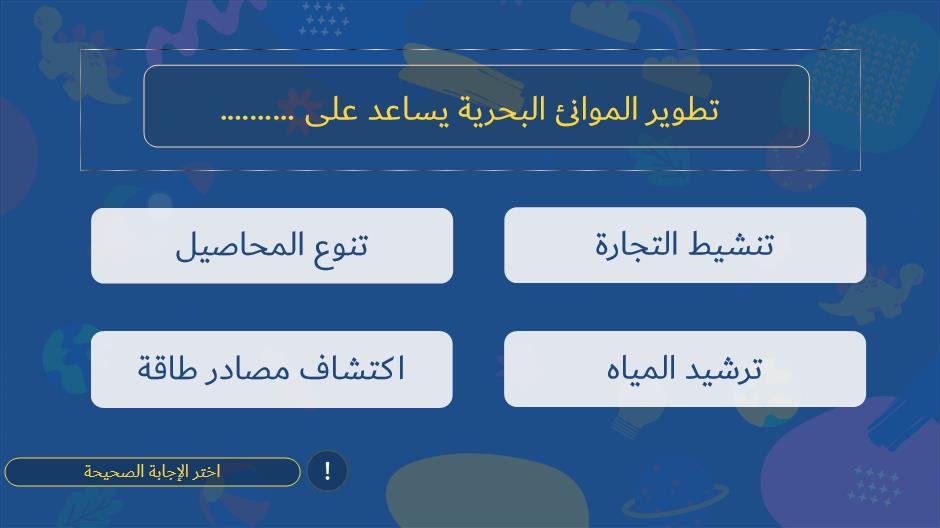 تطوير الموانئ البحرية يساعد على ..........
تنشيط التجارة
تنوع المحاصيل
ترشيد المياه
اكتشاف مصادر طاقة
!
اختر الإجابة الصحيحة